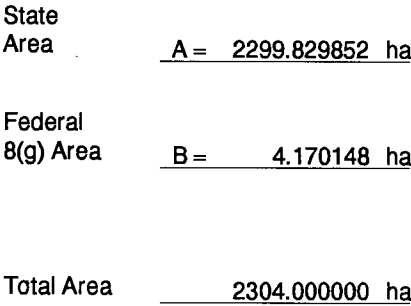 State
Area A = 2299.829852 ha
Federal
8(g) Area B = 4.170148 ha
Total Area 2304.000000 ha